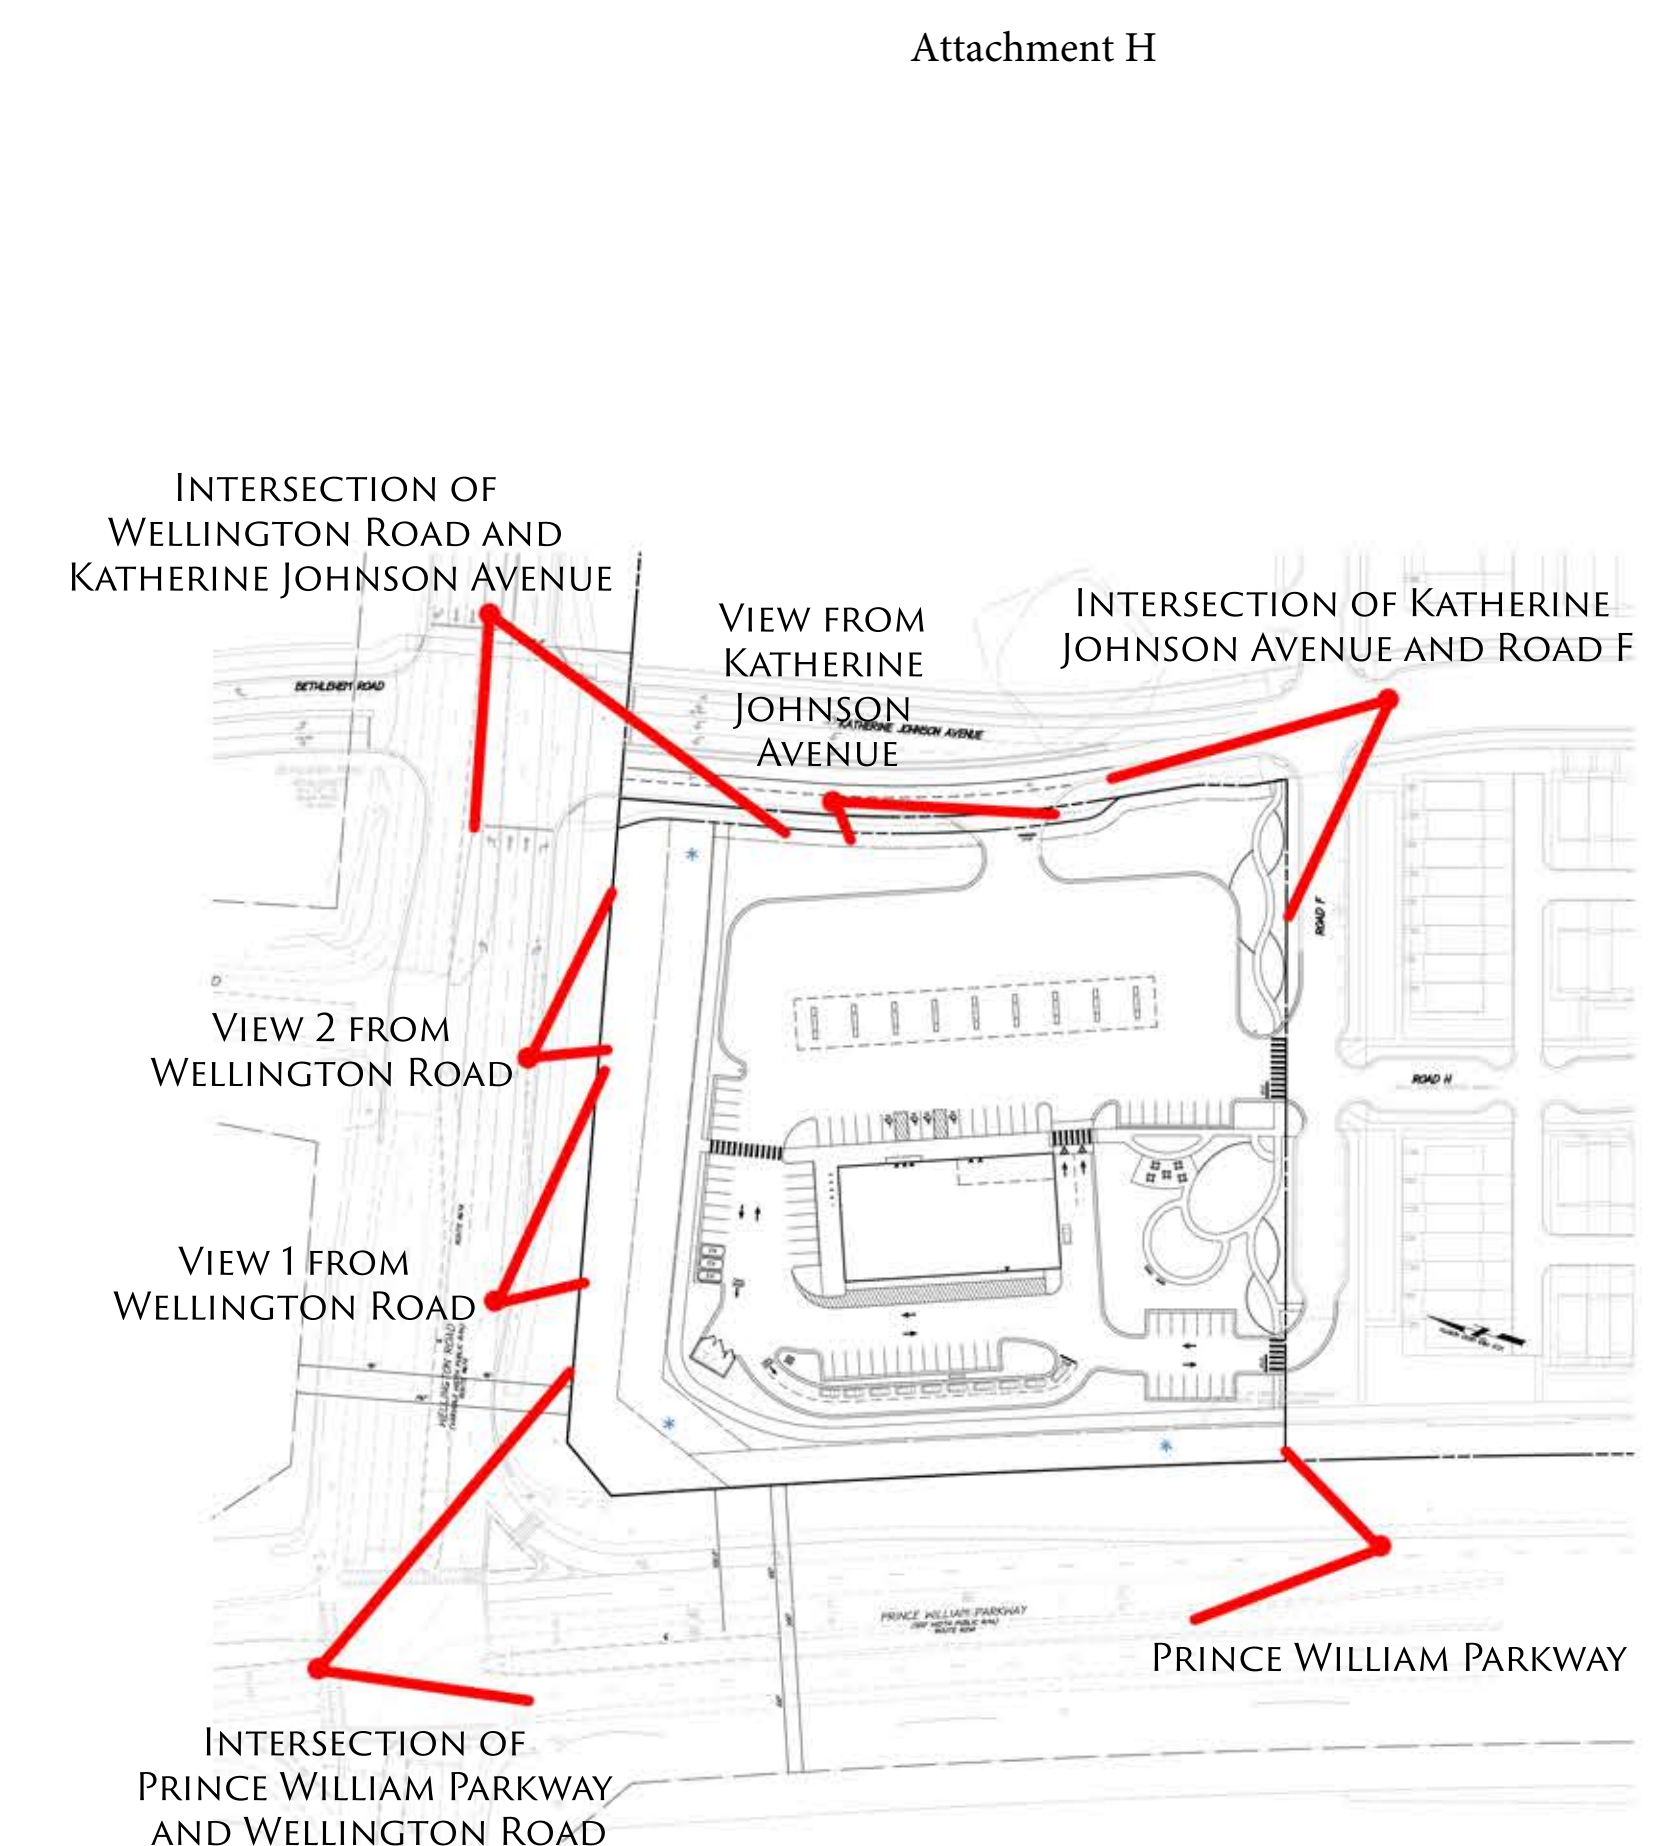 Attachment H
Intersection of
Wellington Road and
Katherine Johnson Avenue
View from
Katherine
Johnson
Avenue
Intersection of Katherine
Johnson Avenue and Road F
BETHLEHEM ROAD
KATHERINE JOHNSON AVENUE
ROAD F
View 2 from
Wellington Road
ROAD H
View 1 from
Wellington Road
WELLINGTON ROAD
PRINCE WILLIAM PARKWAY
Prince William Parkway
Intersection of
Prince William Parkway
and Wellington Road